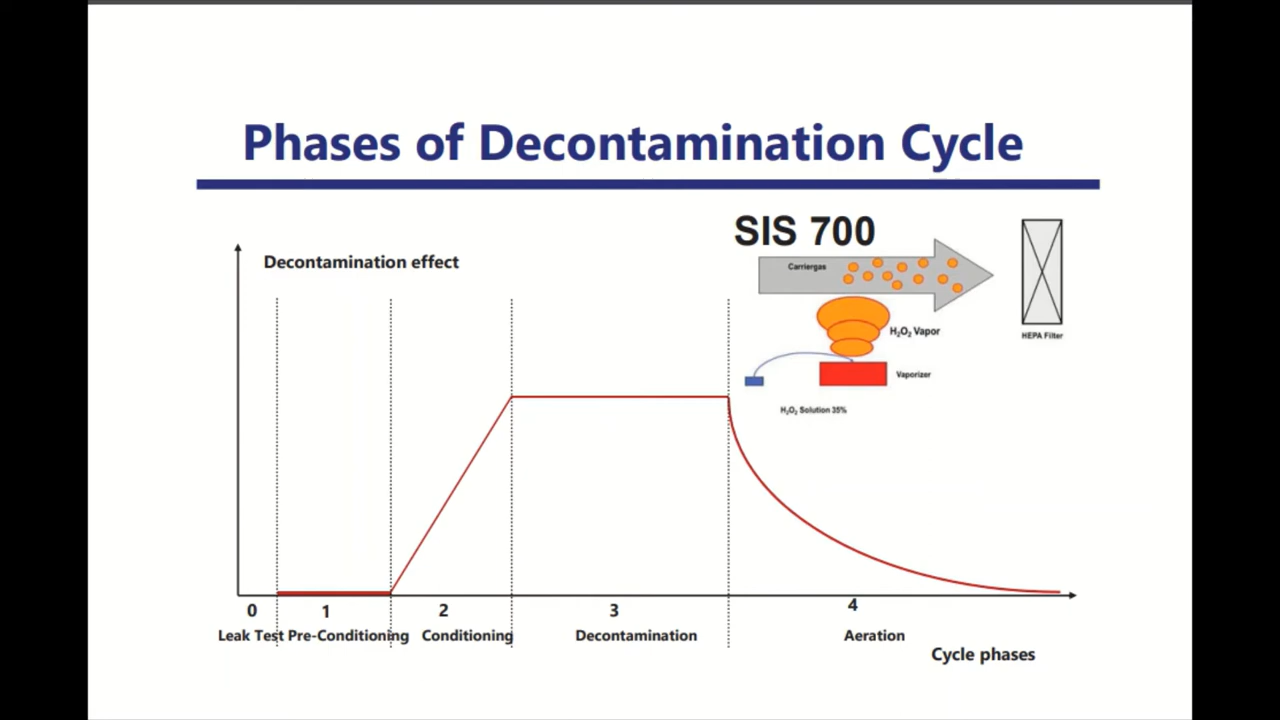 Phases of Decontamination Cycle
SIS 700
Decontamination effect
Carriergas
H₂O₂ Vapor
HEPA Filter
Vaporizer
H₂O₂ Solution 35%
0 1 2 3 4
Leak Test Pre-Conditioning Conditioning Decontamination Aeration
Cycle phases